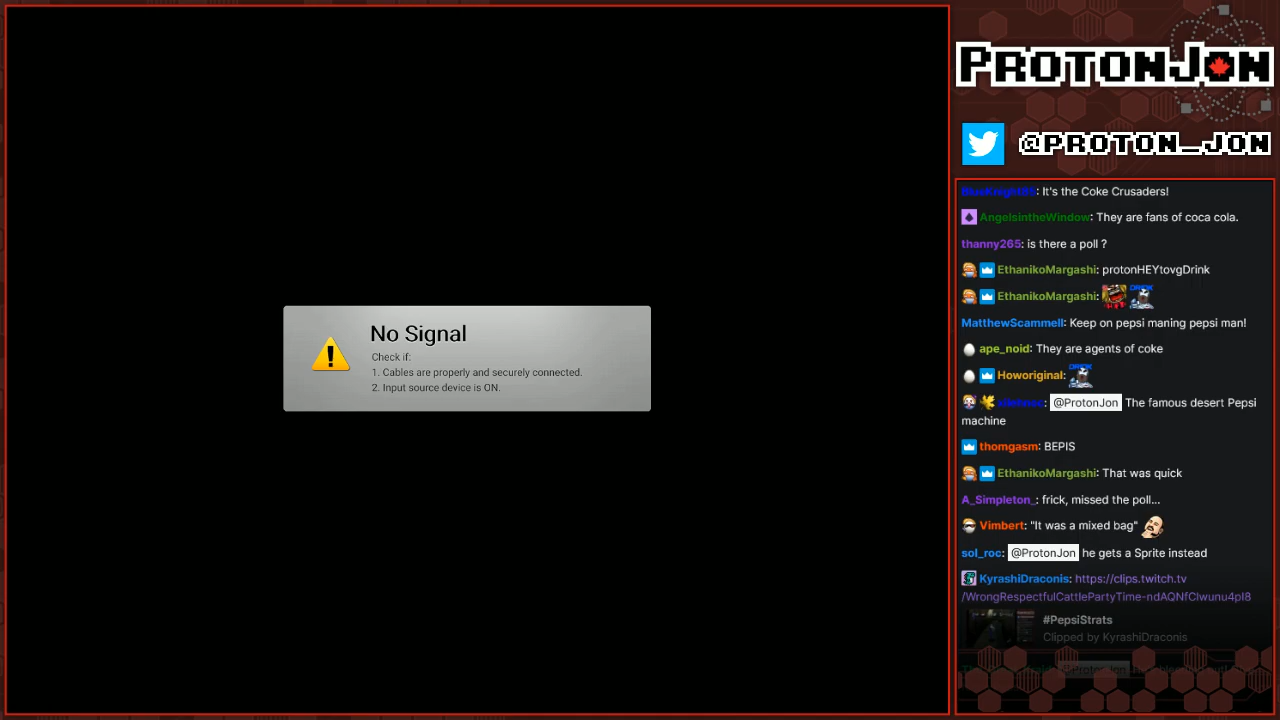 No Signal
Check if:
1. Cables are properly and securely connected.
2. Input source device is ON.
PROTONJON
@PROTON_JON
BlueKnight85: It's the Coke Crusaders!
AngelsintheWindow: They are fans of coca cola.
thanny265: is there a poll ?
EthanikoMargashi: protonHEYtovgDrink
EthanikoMargashi:
MatthewScammell: Keep on pepsi maning pepsi man!
ape_noid: They are agents of coke
Howoriginal:
@ProtonJon The famous desert Pepsi
machine
thomgasm: BEPIS
EthanikoMargashi: That was quick
A_Simpleton_: frick, missed the poll...
Vimbert: "It was a mixed bag"
sol_roc: @ProtonJon he gets a Sprite instead
KyrashiDraconis: https://clips.twitch.tv
/WrongRespectfulCattlePartyTime-ndAQNfClwunu4pI8
#PepsiStrats
Clipped by KyrashiDraconis